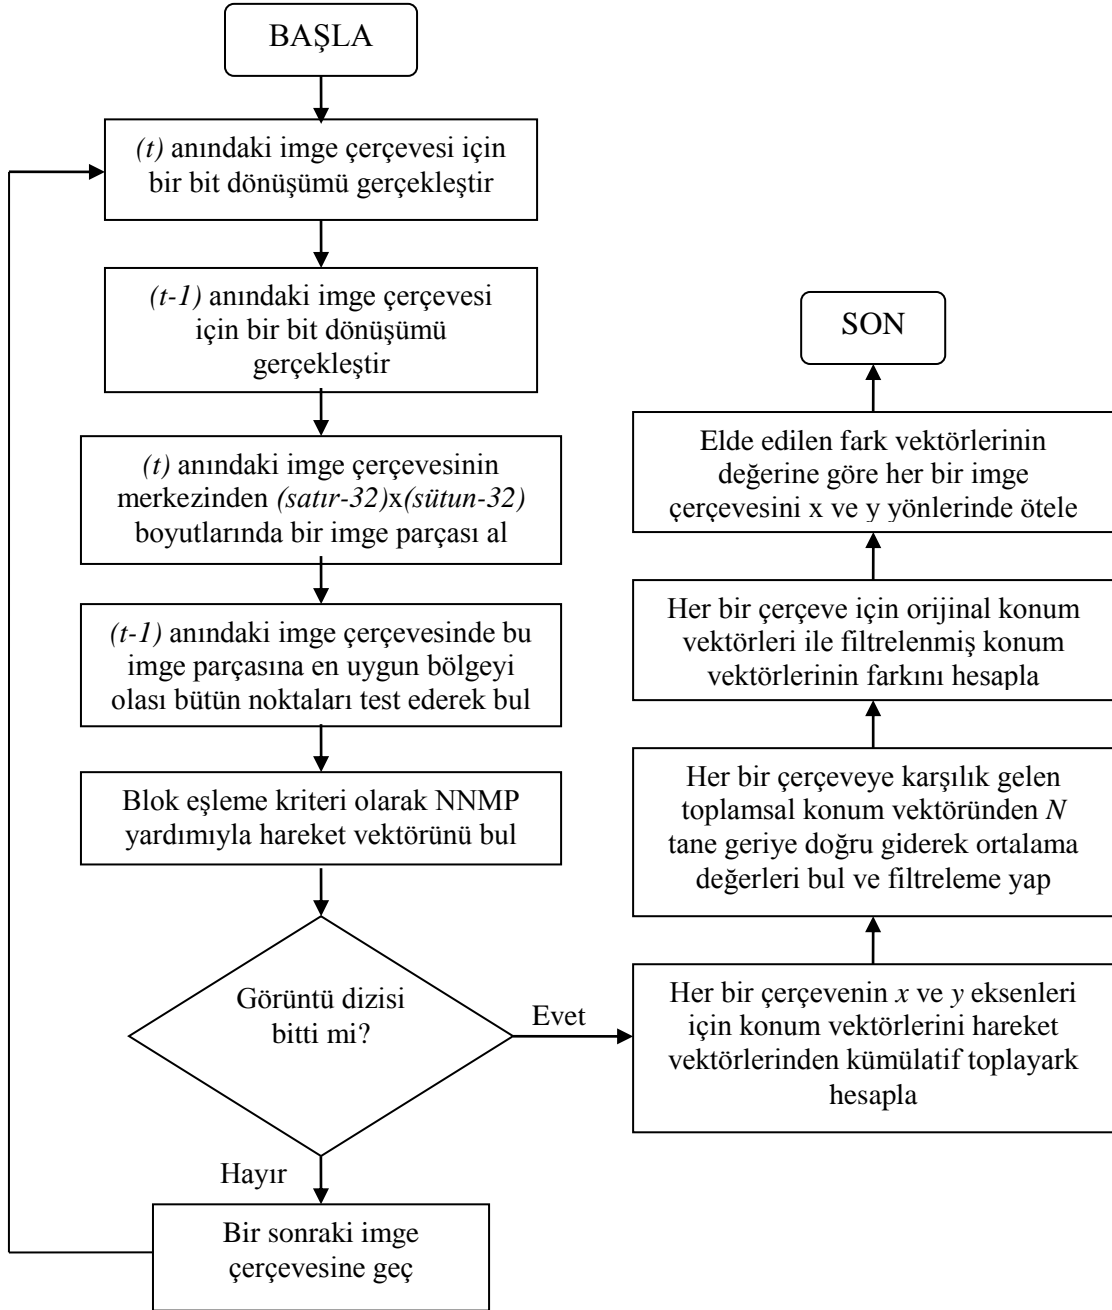 BAŞLA
(t) anındaki imge çerçevesi için
bir bit dönüşümü gerçekleştir
(t-1) anındaki imge çerçevesi
için bir bit dönüşümü
gerçekleştir
(t) anındaki imge çerçevesinin
merkezinden (satır-32)x(sütun-32)
boyutlarında bir imge parçası al
(t-1) anındaki imge çerçevesinde bu
imge parçasına en uygun bölgeyi
olası bütün noktaları test ederek bul
Blok eşleme kriteri olarak NNMP
yardımıyla hareket vektörünü bul
Görüntü dizisi
bitti mi?
Evet
Hayır
Bir sonraki imge
çerçevesine geç
Her bir çerçevenin x ve y eksenleri
için konum vektörlerini hareket
vektörlerinden kümülatif toplayark
hesapla
Her bir çerçeveye karşılık gelen
toplamsal konum vektöründen N
tane geriye doğru giderek ortalama
değerleri bul ve filtreleme yap
Her bir çerçeve için orijinal konum
vektörleri ile filtrelenmiş konum
vektörlerinin farkını hesapla
Elde edilen fark vektörlerinin
değerine göre her bir imge
çerçevesini x ve y yönlerinde ötele
SON